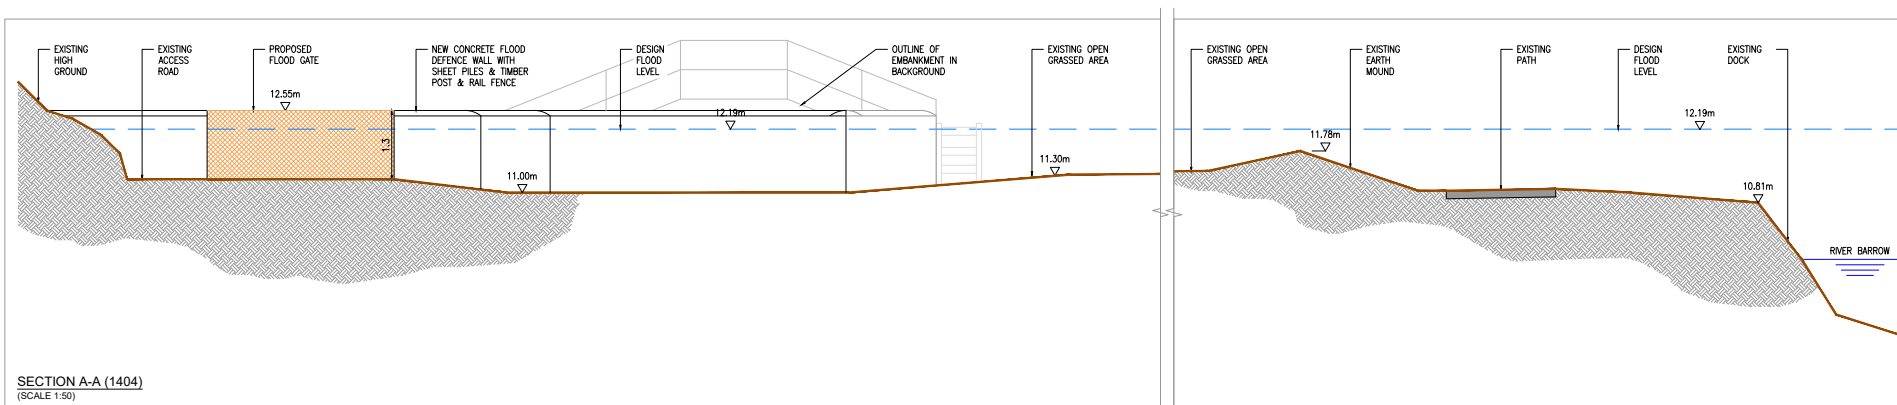 EXISTING
HIGH
GROUND
EXISTING
ACCESS
ROAD
PROPOSED
FLOOD GATE
NEW CONCRETE FLOOD
DEFENCE WALL WITH
SHEET PILES & TIMBER
POST & RAIL FENCE
DESIGN
FLOOD
LEVEL
OUTLINE OF
EMBANKMENT IN
BACKGROUND
EXISTING OPEN
GRASSED AREA
EXISTING OPEN
GRASSED AREA
EXISTING
EARTH
MOUND
EXISTING
PATH
DESIGN
FLOOD
LEVEL
EXISTING
DOCK
12.55m
12.19m
12.19m
11.78m
1.3
11.30m
11.00m
10.81m
RIVER BARROW
SECTION A-A (1404)
(SCALE 1:50)